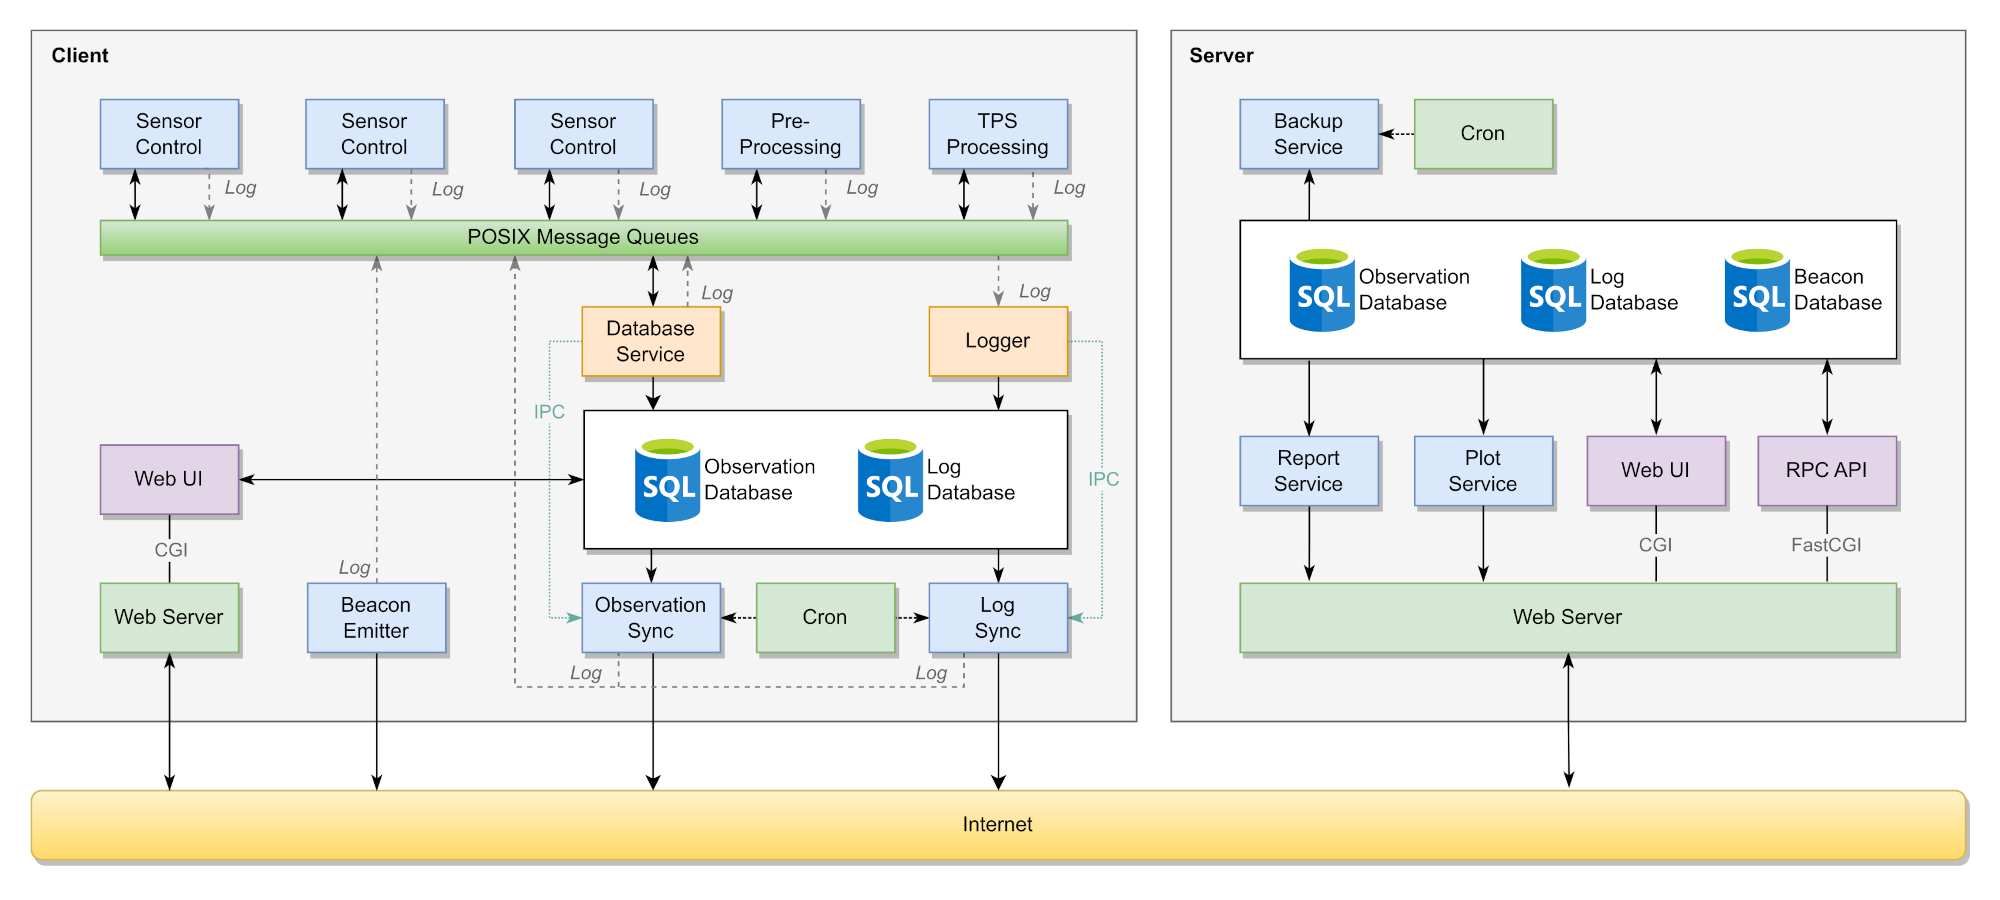 Client
Sensor
Control
Sensor
Control
Sensor
Control
Pre-
Processing
TPS
Processing
Log
Log
Log
Log
Log
POSIX Message Queues
Log
Log
Database
Service
Logger
IPC
IPC
Web UI
SQL
Observation
Database
SQL
Log
Database
CGI
Log
Web Server
Beacon
Emitter
Observation
Sync
Cron
Log
Sync
Log
Log
Server
Backup
Service
Cron
SQL
Observation
Database
SQL
Log
Database
SQL
Beacon
Database
Report
Service
Plot
Service
Web UI
RPC API
CGI
FastCGI
Web Server
Internet